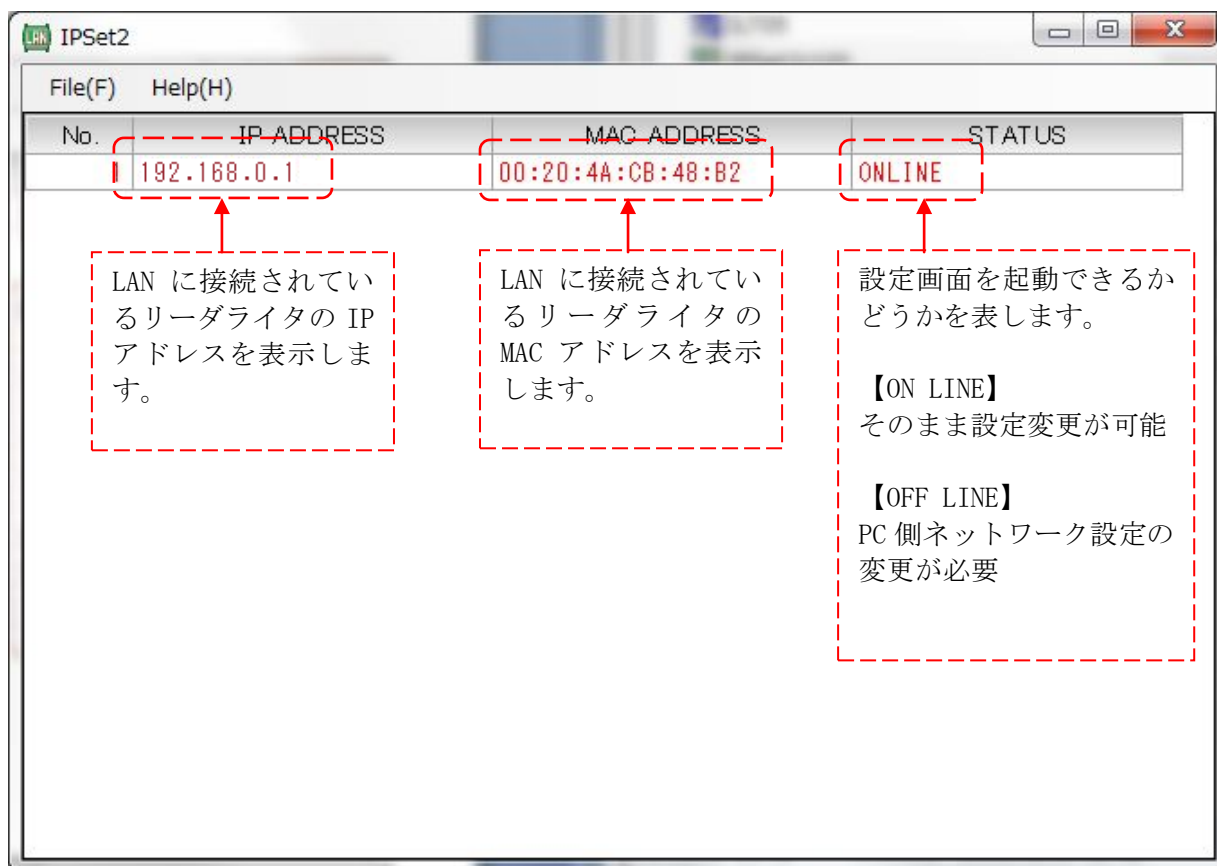 IPSet2
File(F) Help(H)
No. IP ADDRESS MAC ADDRESS STATUS
1 192.168.0.1 00:20:4A:CB:48:B2 ONLINE
LAN に接続されてい
るリーダライタの IP
アドレスを表示しま
す。
LAN に接続されてい
るリーダライタの
MAC アドレスを表示
します。
設定画面を起動できるか
どうかを表します。
【ON LINE】
そのまま設定変更が可能
【OFF LINE】
PC 側ネットワーク設定の
変更が必要